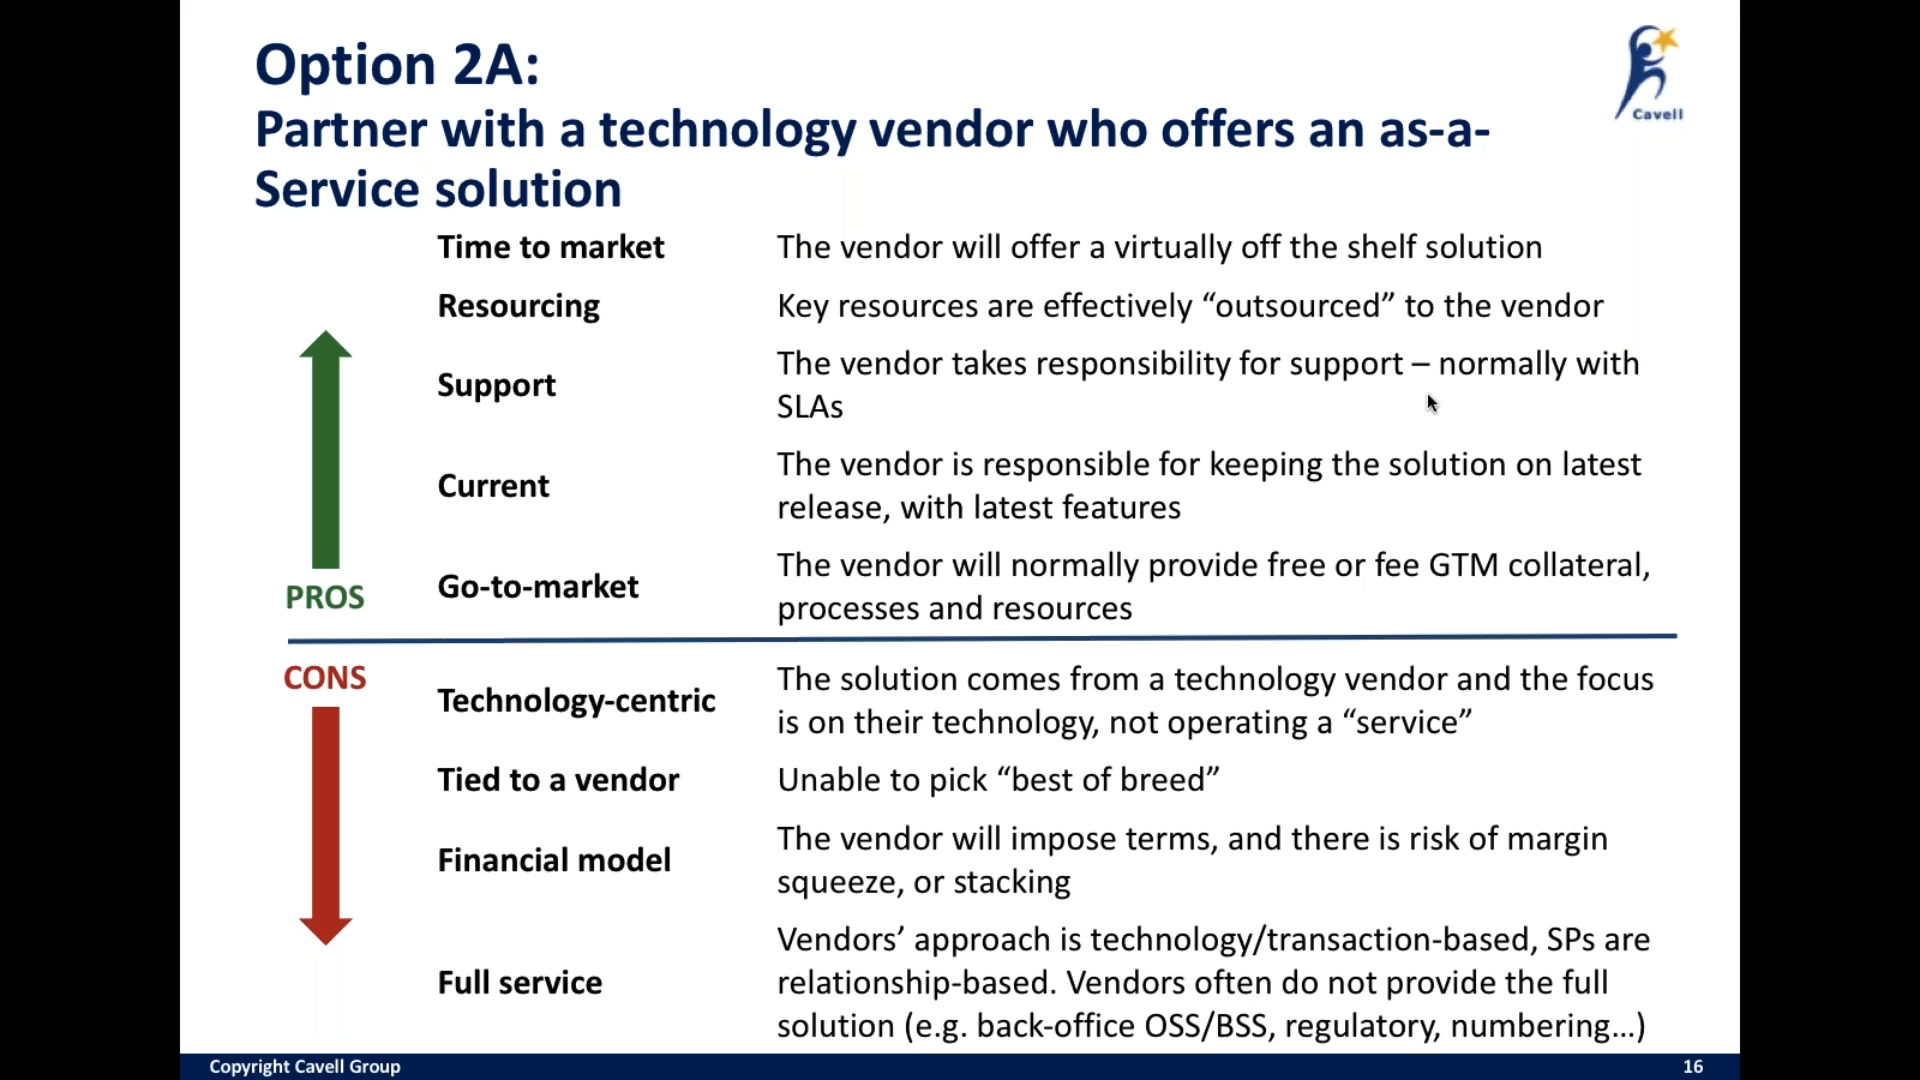 Option 2A:
Partner with a technology vendor who offers an as-a-
Service solution
Cavell
Time to market
The vendor will offer a virtually off the shelf solution
Resourcing
Key resources are effectively “outsourced” to the vendor
Support
The vendor takes responsibility for support – normally with
SLAs
Current
The vendor is responsible for keeping the solution on latest
release, with latest features
PROS
Go-to-market
The vendor will normally provide free or fee GTM collateral,
processes and resources
CONS
Technology-centric
The solution comes from a technology vendor and the focus
is on their technology, not operating a “service”
Tied to a vendor
Unable to pick “best of breed”
Financial model
The vendor will impose terms, and there is risk of margin
squeeze, or stacking
Full service
Vendors’ approach is technology/transaction-based, SPs are
relationship-based. Vendors often do not provide the full
solution (e.g. back-office OSS/BSS, regulatory, numbering…)
Copyright Cavell Group
16